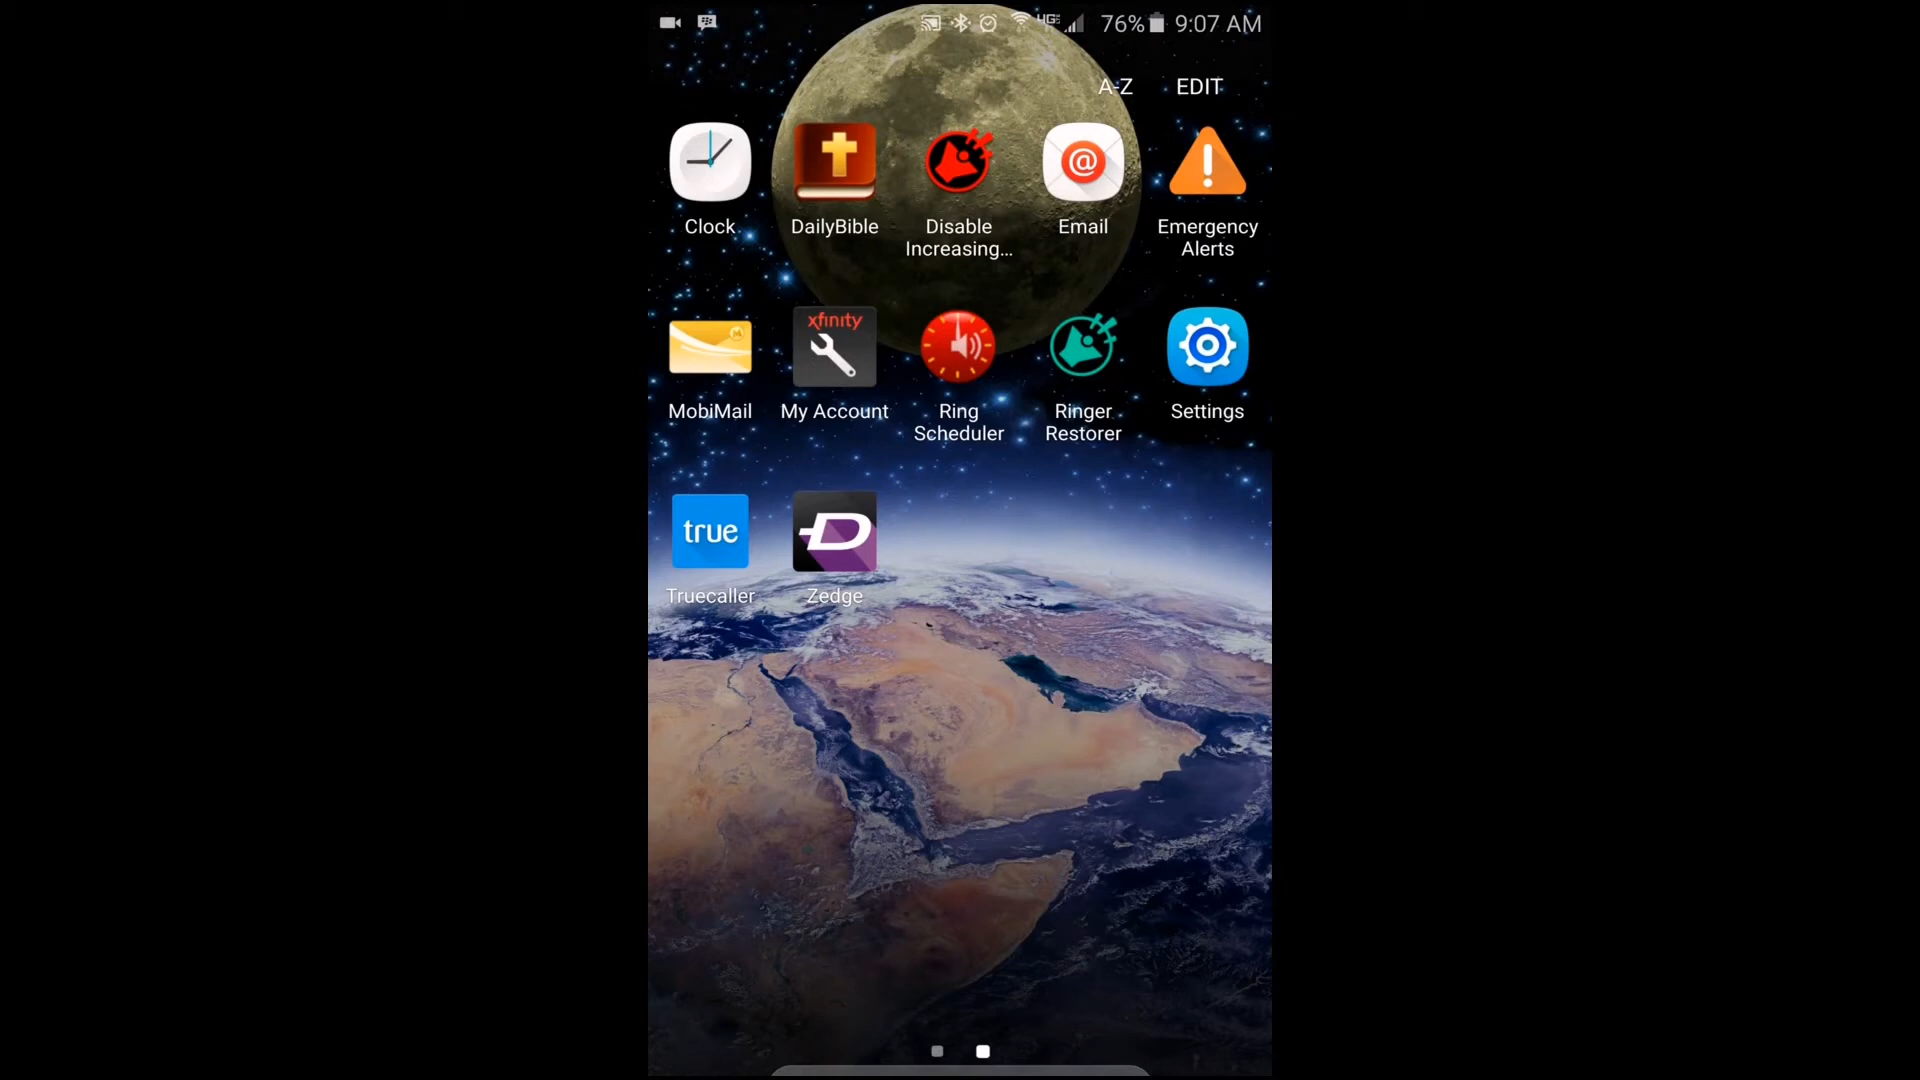 76% 9:07 AM
A-Z EDIT
Clock DailyBible Disable Increasing... Email Emergency Alerts
xfinity
MobiMail My Account Ring Scheduler Ringer Restorer Settings
true
Truecaller Zedge